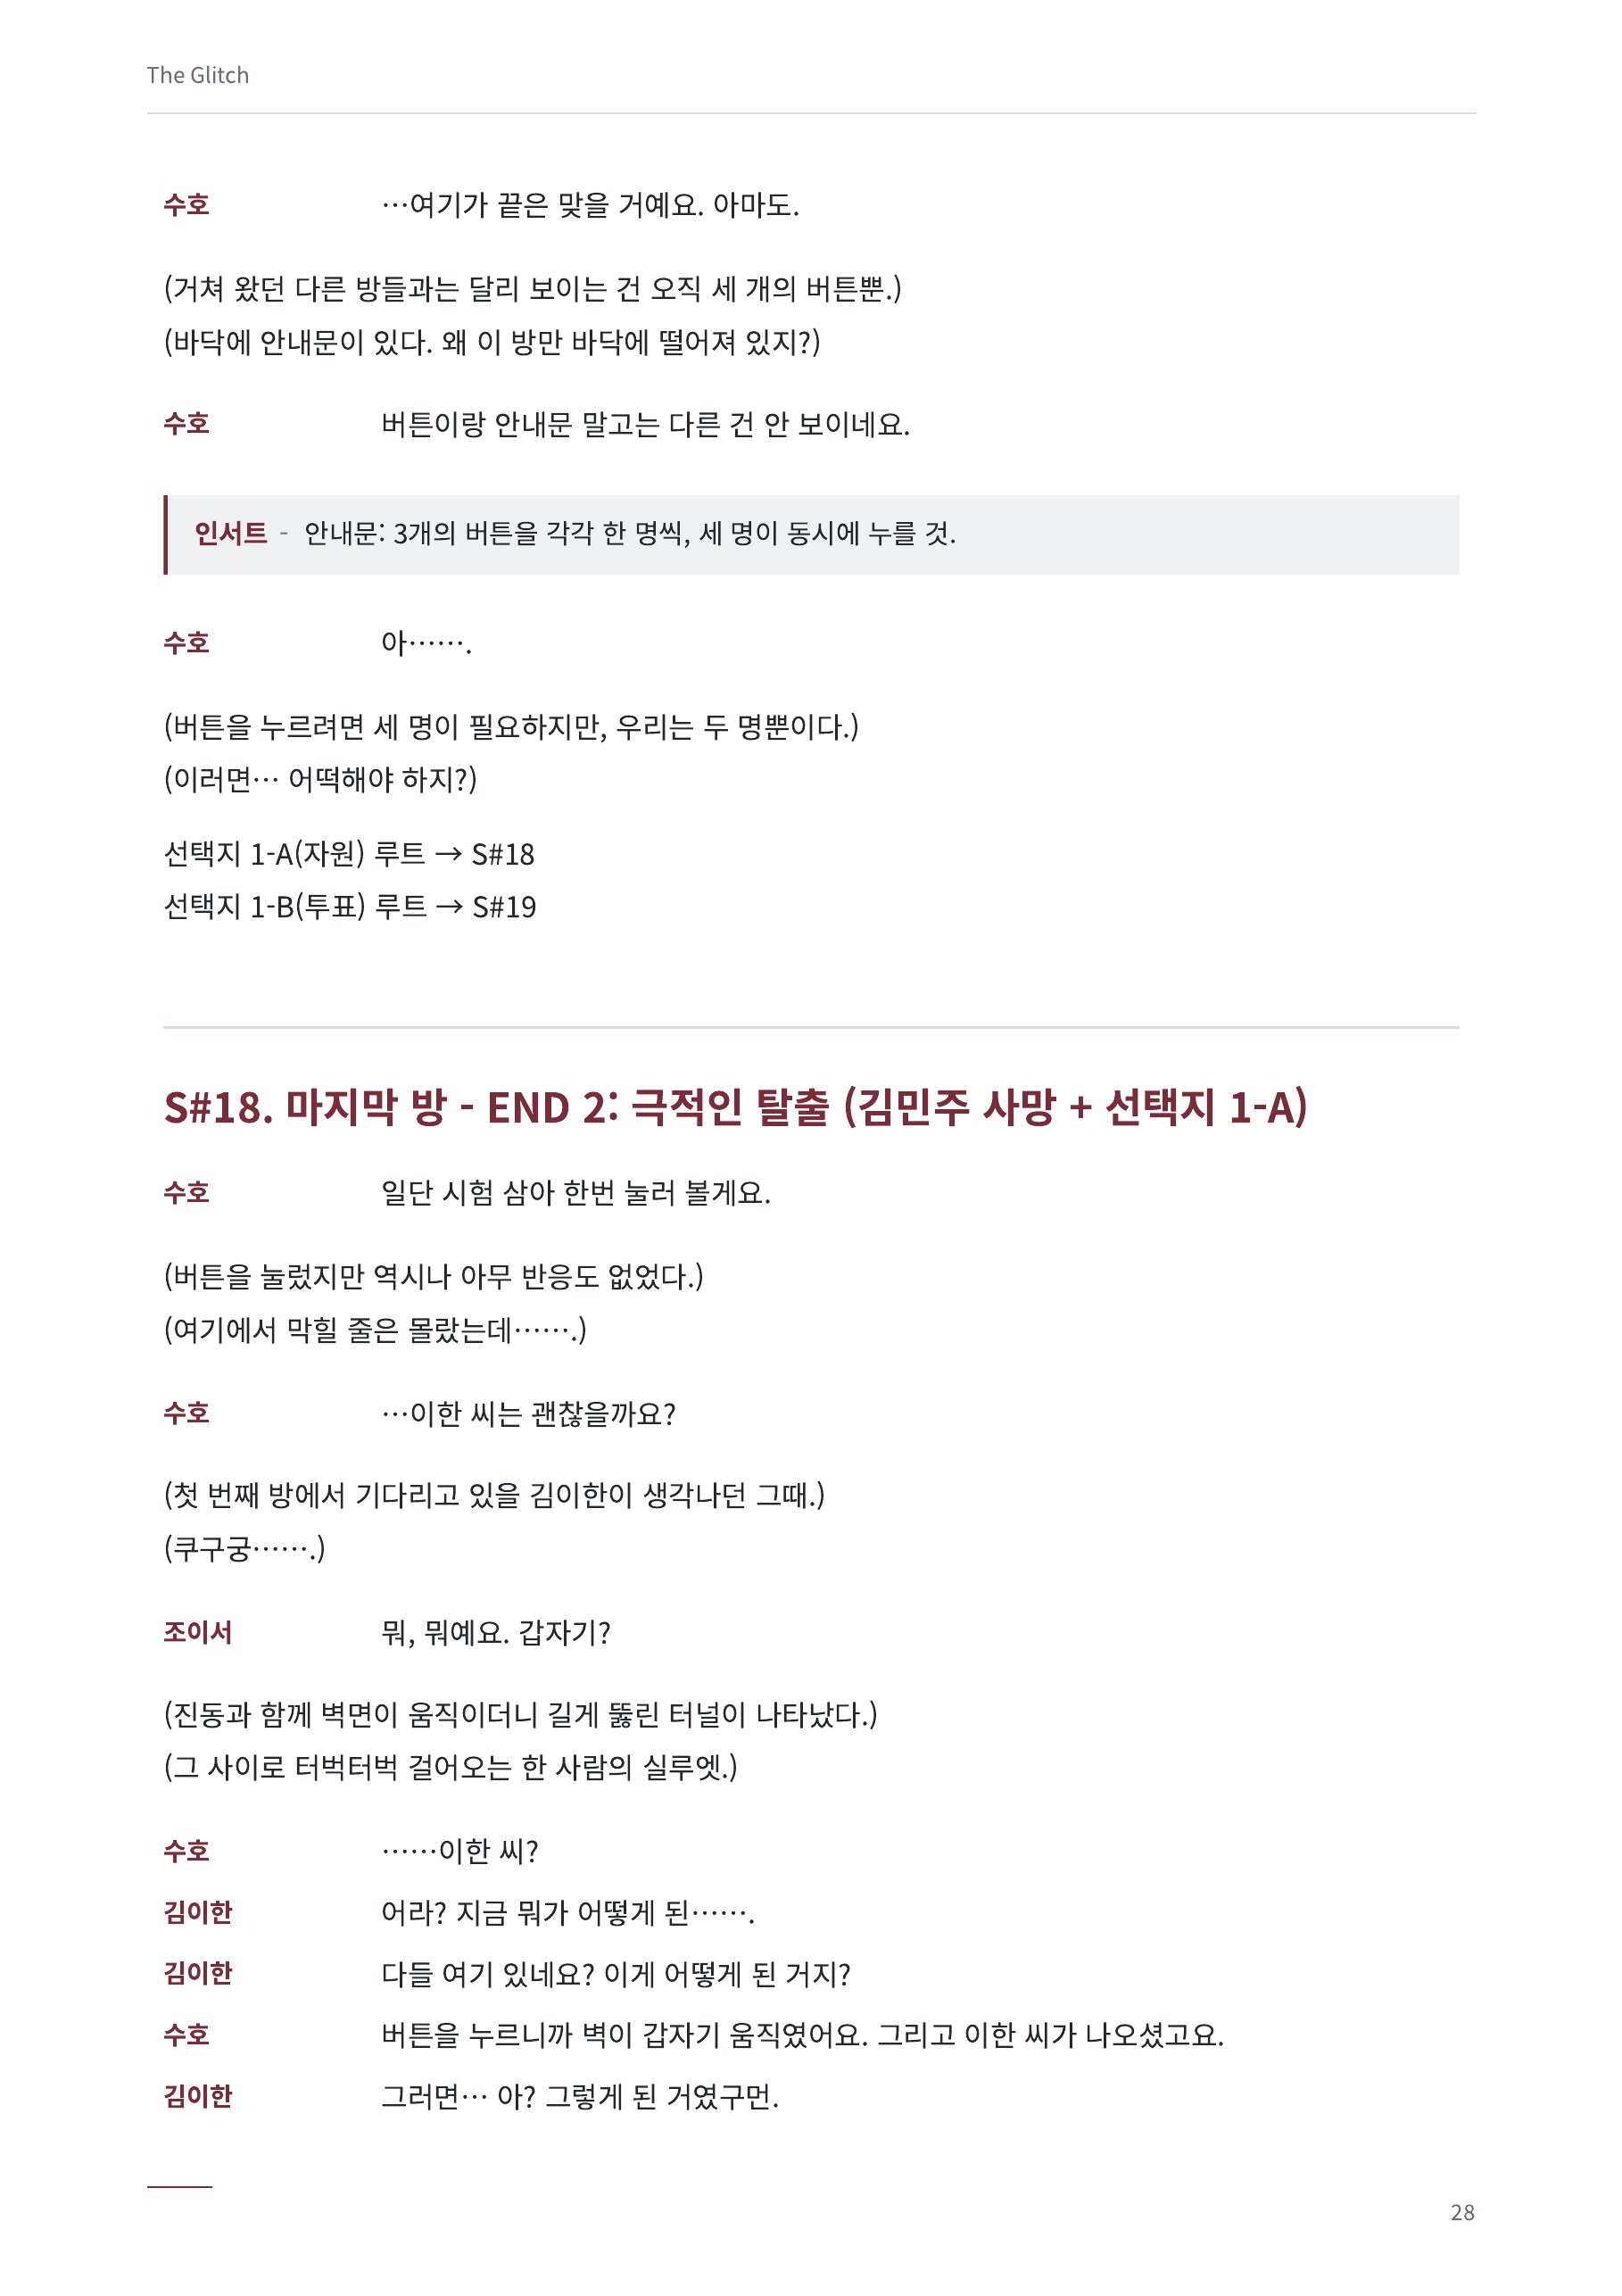 The Glitch
수호 …여기가 끝은 맞을 거예요. 아마도.
(거쳐 왔던 다른 방들과는 달리 보이는 건 오직 세 개의 버튼뿐.)
(바닥에 안내문이 있다. 왜 이 방만 바닥에 떨어져 있지?)
수호 버튼이랑 안내문 말고는 다른 건 안 보이네요.
인서트 - 안내문: 3개의 버튼을 각각 한 명씩, 세 명이 동시에 누를 것.
수호 아…….
(버튼을 누르려면 세 명이 필요하지만, 우리는 두 명뿐이다.)
(이러면… 어떡해야 하지?)
선택지 1-A(자원) 루트 → S#18
선택지 1-B(투표) 루트 → S#19
S#18. 마지막 방 - END 2: 극적인 탈출 (김민주 사망 + 선택지 1-A)
수호 일단 시험 삼아 한번 눌러 볼게요.
(버튼을 눌렀지만 역시나 아무 반응도 없었다.)
(여기에서 막힐 줄은 몰랐는데…….)
수호 …이한 씨는 괜찮을까요?
(첫 번째 방에서 기다리고 있을 김이한이 생각나던 그때.)
(쿠구궁…….)
조이서 뭐, 뭐예요. 갑자기?
(진동과 함께 벽면이 움직이더니 길게 뚫린 터널이 나타났다.)
(그 사이로 터벅터벅 걸어오는 한 사람의 실루엣.)
수호 ……이한 씨?
김이한 어라? 지금 뭐가 어떻게 된…….
김이한 다들 여기 있네요? 이게 어떻게 된 거지?
수호 버튼을 누르니까 벽이 갑자기 움직였어요. 그리고 이한 씨가 나오셨고요.
김이한 그러면… 아? 그렇게 된 거였구먼.
28